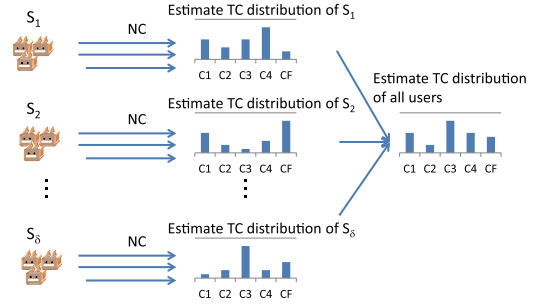 S1
NC
Estimate TC distribution of S1
C1 C2 C3 C4 CF
Estimate TC distribution
of all users
C1 C2 C3 C4 CF
S2
NC
Estimate TC distribution of S2
C1 C2 C3 C4 CF
Sδ
NC
Estimate TC distribution of Sδ
C1 C2 C3 C4 CF